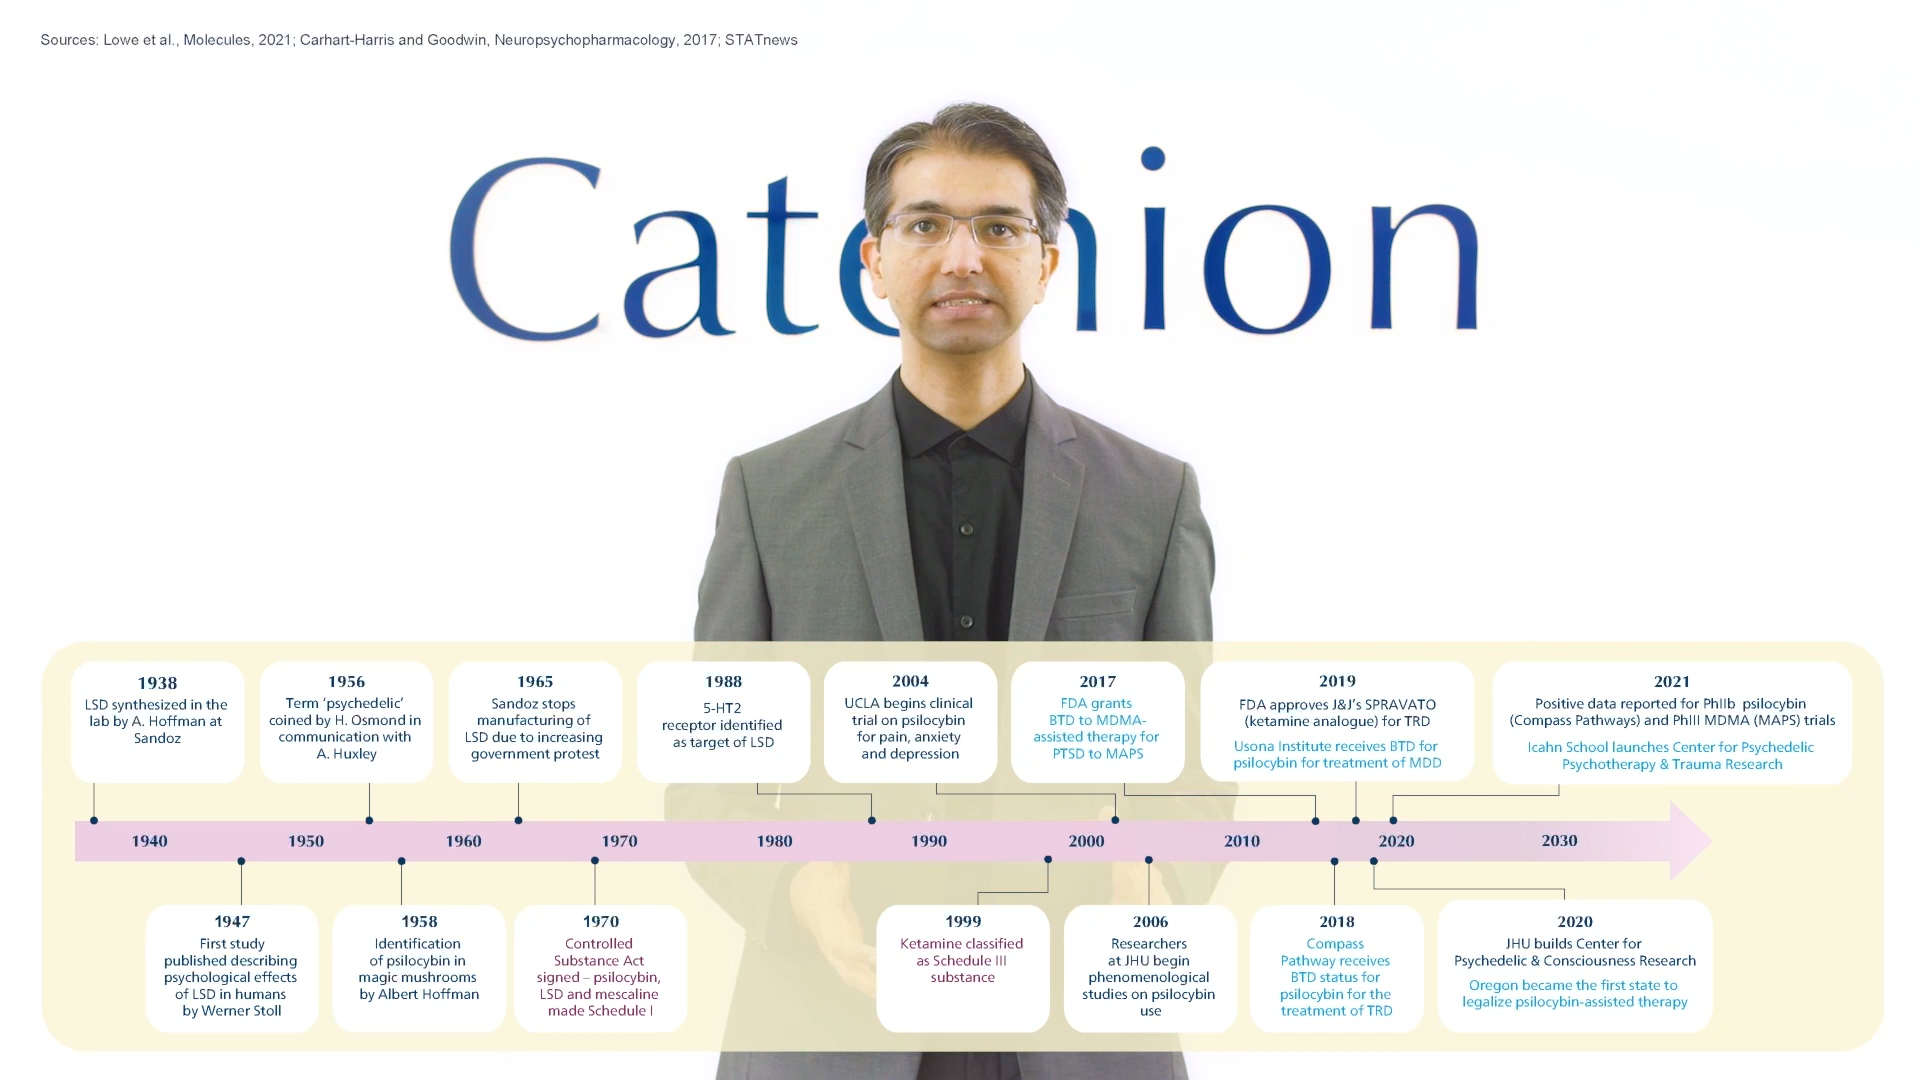 Sources: Lowe et al., Molecules, 2021; Carhart-Harris and Goodwin, Neuropsychopharmacology, 2017; STATnews
Catenion
1938
LSD synthesized in the
lab by A. Hoffman at
Sandoz
1956
Term ‘psychedelic’
coined by H. Osmond in
communication with
A. Huxley
1965
Sandoz stops
manufacturing of
LSD due to increasing
government protest
1988
5-HT2
receptor identified
as target of LSD
2004
UCLA begins clinical
trial on psilocybin
for pain, anxiety
and depression
2017
FDA grants
BTD to MDMA-
assisted therapy for
PTSD to MAPS
2019
FDA approves J&J’s SPRAVATO
(ketamine analogue) for TRD
Usona Institute receives BTD for
psilocybin for treatment of MDD
2021
Positive data reported for PhIIb psilocybin
(Compass Pathways) and PhIII MDMA (MAPS) trials
Icahn School launches Center for Psychedelic
Psychotherapy & Trauma Research
1940 1950 1960 1970 1980 1990 2000 2010 2020 2030
1947
First study
published describing
psychological effects
of LSD in humans
by Werner Stoll
1958
Identification
of psilocybin in
magic mushrooms
by Albert Hoffman
1970
Controlled
Substance Act
signed – psilocybin,
LSD and mescaline
made Schedule I
1999
Ketamine classified
as Schedule III
substance
2006
Researchers
at JHU begin
phenomenological
studies on psilocybin
use
2018
Compass
Pathway receives
BTD status for
psilocybin for the
treatment of TRD
2020
JHU builds Center for
Psychedelic & Consciousness Research
Oregon became the first state to
legalize psilocybin-assisted therapy